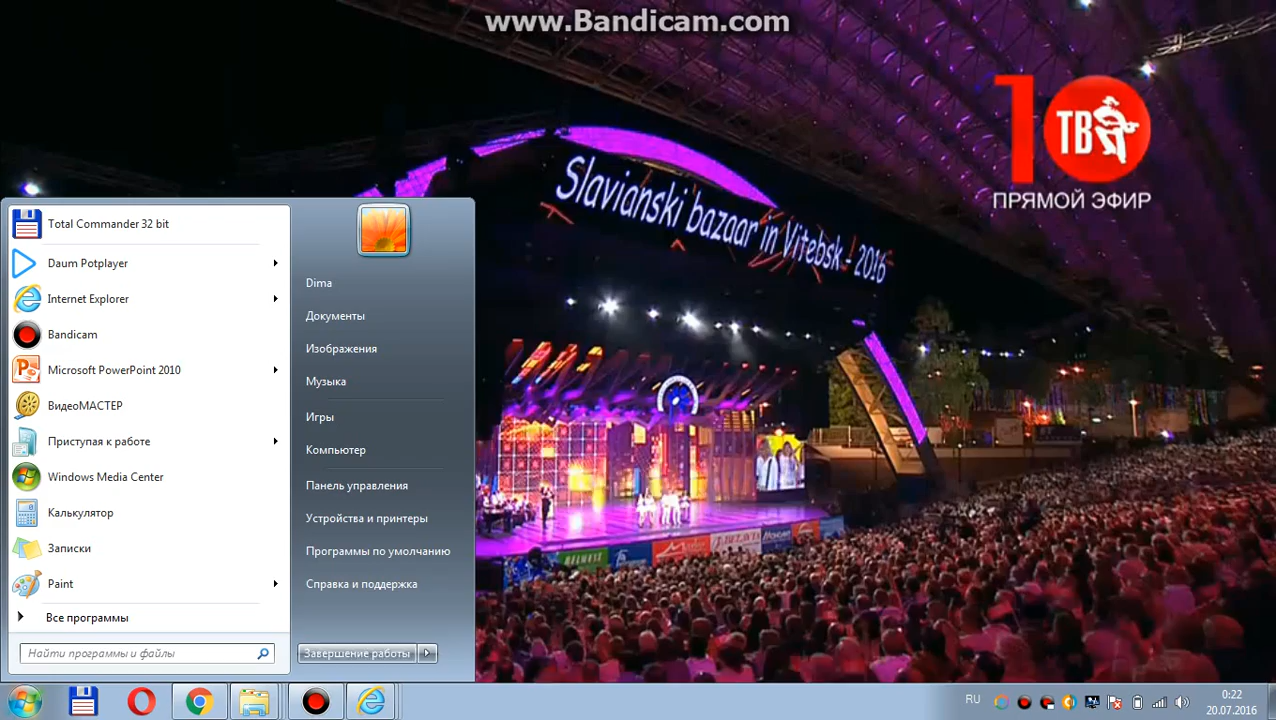 www.Bandicam.com
10
ТВ
ПРЯМОЙ ЭФИР
Slavianski bazaar in Vitebsk - 2016
Total Commander 32 bit
Daum Potplayer
Internet Explorer
Bandicam
Microsoft PowerPoint 2010
ВидеоМАСТЕР
Приступая к работе
Windows Media Center
Калькулятор
Записки
Paint
Все программы
Найти программы и файлы
Dima
Документы
Изображения
Музыка
Игры
Компьютер
Панель управления
Устройства и принтеры
Программы по умолчанию
Справка и поддержка
Завершение работы
RU
0:22
20.07.2016